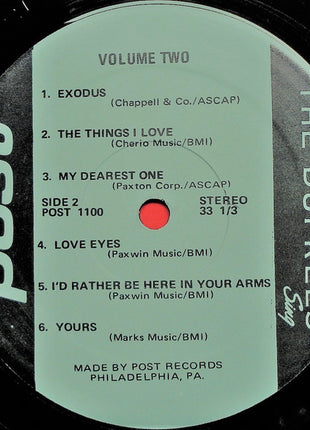 VOLUME TWO
1. EXODUS
(Chappell & Co./ASCAP)
2. THE THINGS I LOVE
(Cherio Music/BMI)
3. MY DEAREST ONE
(Paxton Corp./ASCAP)
SIDE 2 STEREO
POST 1100 33 1/3
4. LOVE EYES
(Paxwin Music/BMI)
5. I'D RATHER BE HERE IN YOUR ARMS
(Paxwin Music/BMI)
6. YOURS
(Marks Music/BMI)
MADE BY POST RECORDS
PHILADELPHIA, PA.
post
THE
Sing